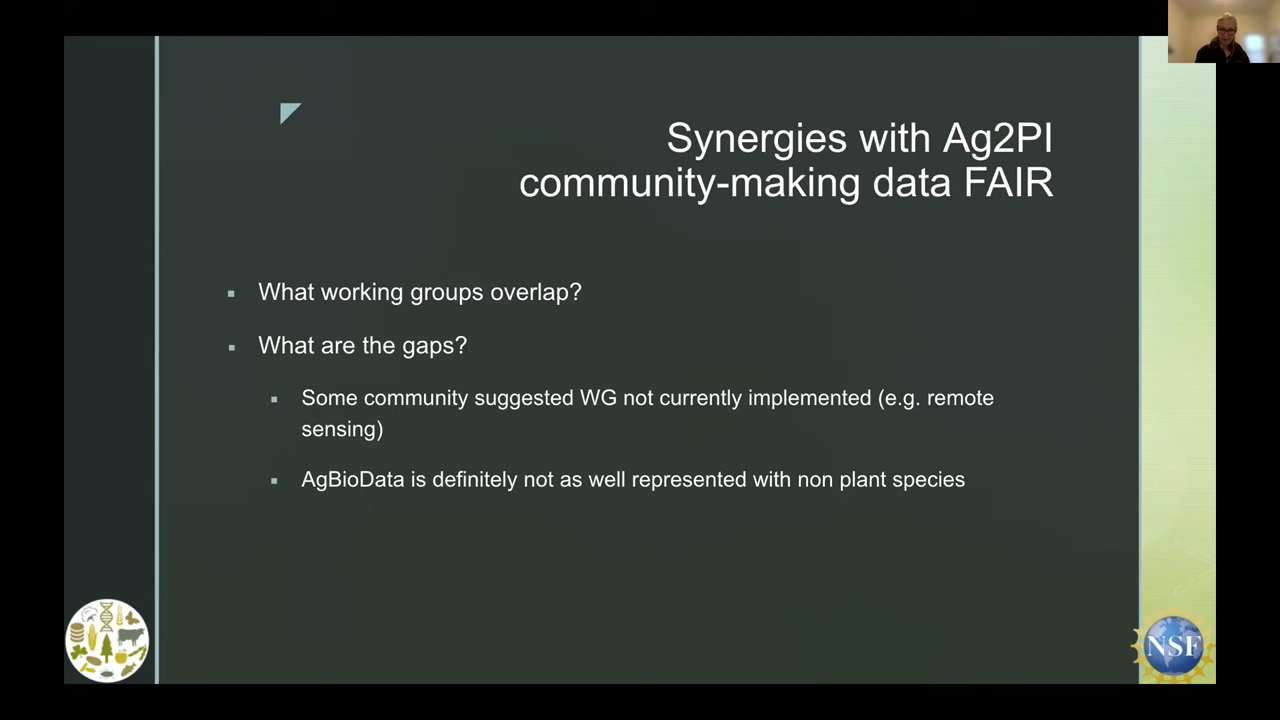 Synergies with Ag2PI
community-making data FAIR
What working groups overlap?
What are the gaps?
Some community suggested WG not currently implemented (e.g. remote
sensing)
AgBioData is definitely not as well represented with non plant species
NSF